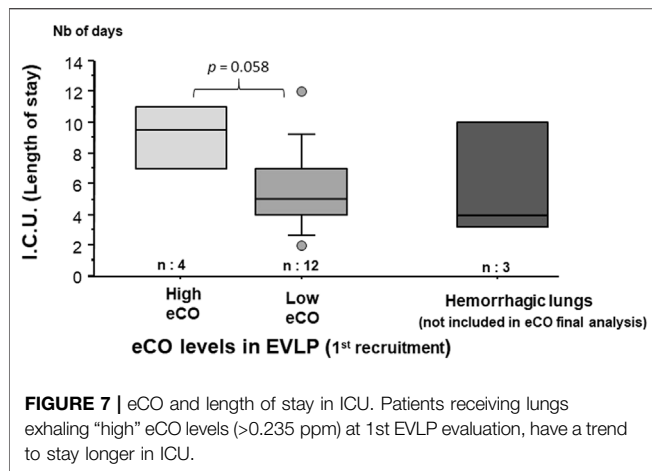 Nb of days
p = 0.058
14
12
10
8
6
4
2
0
I.C.U. (Length of stay)
n : 4
n : 12
n : 3
High
eCO
Low
eCO
Hemorrhagic lungs
(not included in eCO final analysis)
eCO levels in EVLP (1st recruitment)
FIGURE 7 | eCO and length of stay in ICU. Patients receiving lungs
exhaling “high” eCO levels (>0.235 ppm) at 1st EVLP evaluation, have a trend
to stay longer in ICU.